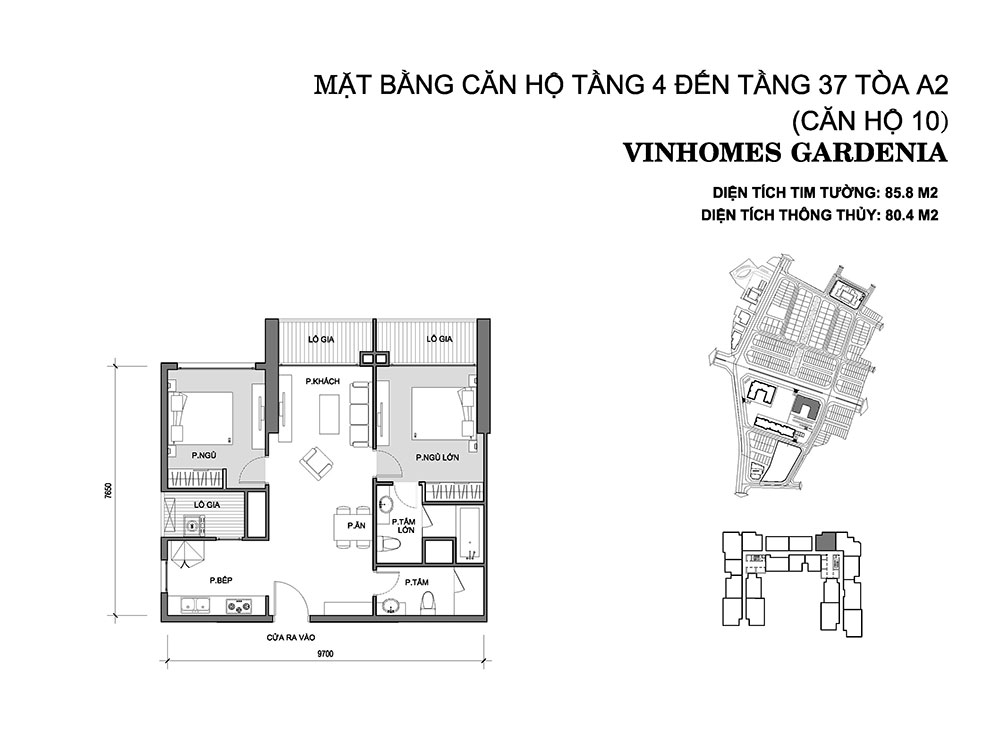 MẶT BẰNG CĂN HỘ TẦNG 4 ĐẾN TẦNG 37 TÒA A2
(CĂN HỘ 10)
VINHOMES GARDENIA
DIỆN TÍCH TIM TƯỜNG: 85.8 M2
DIỆN TÍCH THÔNG THỦY: 80.4 M2
LÔ GIA
LÔ GIA
P.KHÁCH
P.NGỦ
P.NGỦ LỚN
LÔ GIA
P.ĂN
P.TẮM
LỚN
P.BẾP
P.TẮM
7650
CỬA RA VÀO
9700